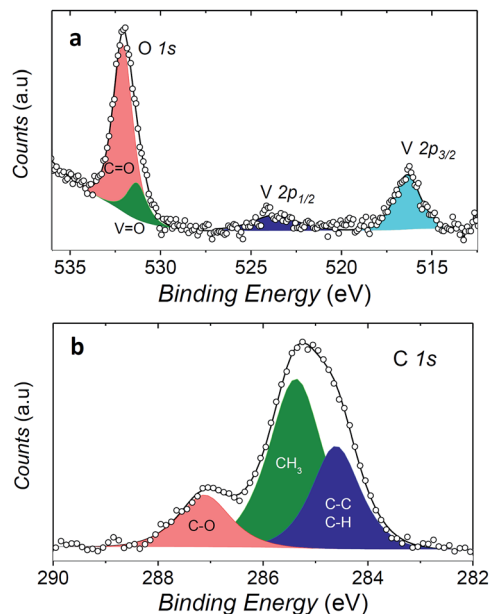 a
O 1s
C=O
V=O
V 2p1/2
V 2p3/2
Counts (a.u)
535
530
525
520
515
Binding Energy (eV)
b
C 1s
CH3
C-O
C-C
C-H
Counts (a.u)
290
288
286
284
282
Binding Energy (eV)